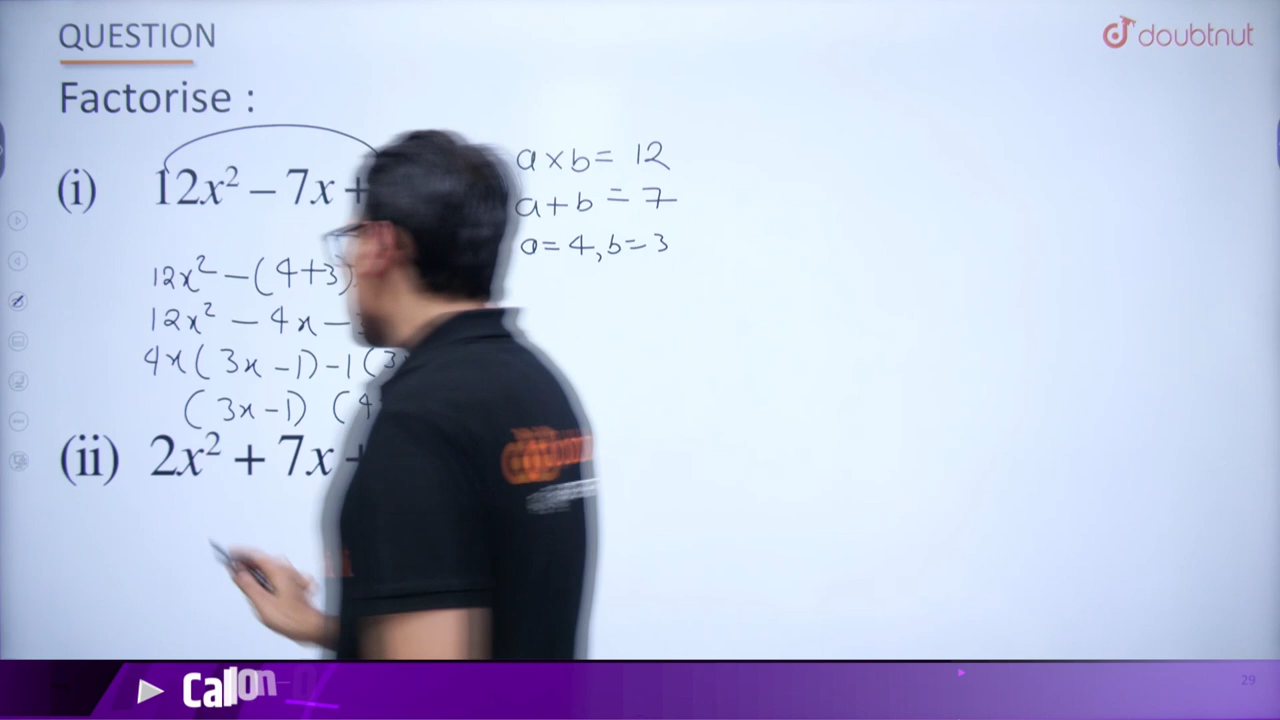 QUESTION
doubtnut
Factorise :
(i) 12x² – 7x +
a × b = 12
a + b = 7
a = 4, b = 3
12x² – (4+3)
12x² – 4x –
4x ( 3x – 1) – 1 (3
( 3x – 1) (4
(ii) 2x² + 7x +
Calon
29